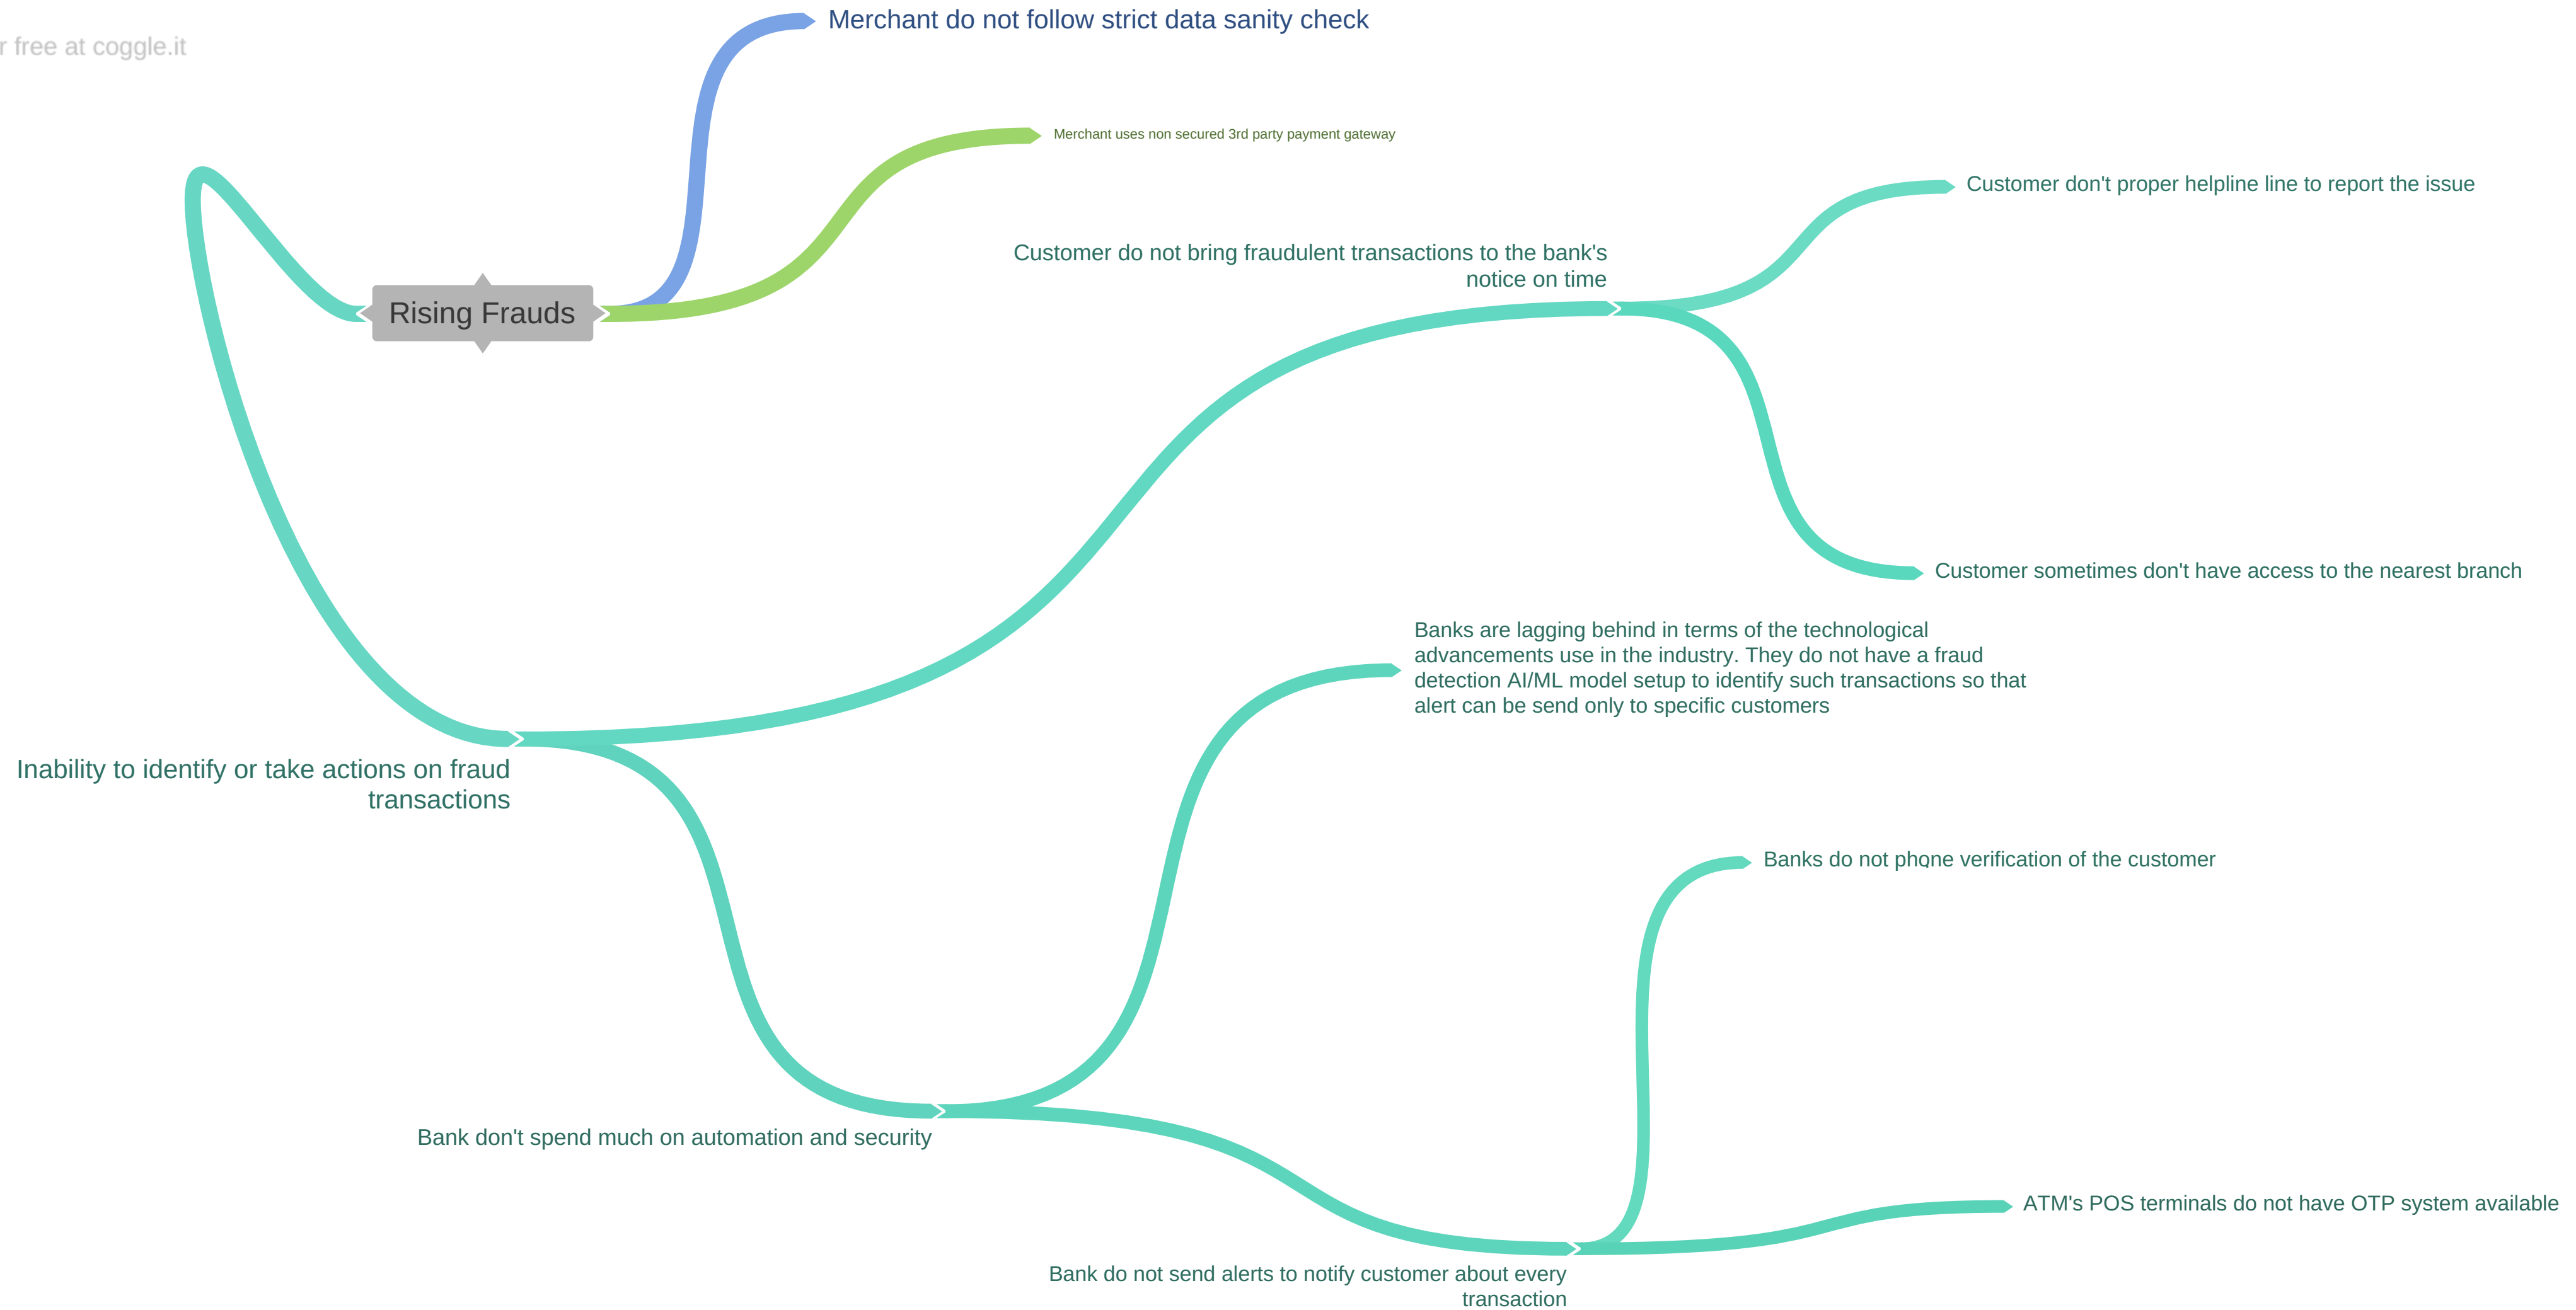 Merchant do not follow strict data sanity check
r free at coggle.it
Merchant uses non secured 3rd party payment gateway
Customer don't proper helpline line to report the issue
Customer do not bring fraudulent transactions to the bank's
notice on time
Rising Frauds
Customer sometimes don't have access to the nearest branch
Banks are lagging behind in terms of the technological
advancements use in the industry. They do not have a fraud
detection AI/ML model setup to identify such transactions so that
alert can be send only to specific customers
Inability to identify or take actions on fraud
transactions
Banks do not phone verification of the customer
Bank don't spend much on automation and security
ATM's POS terminals do not have OTP system available
Bank do not send alerts to notify customer about every
transaction